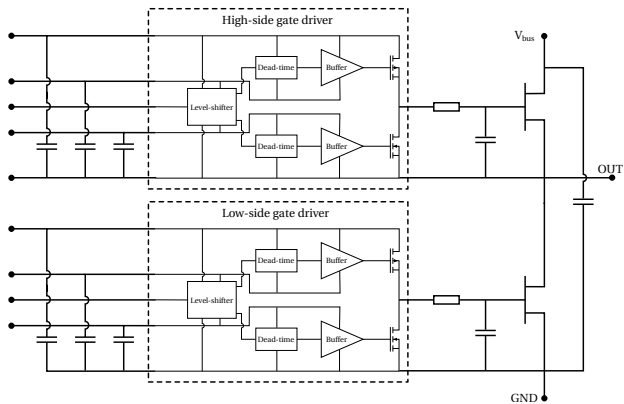 High-side gate driver
V_bus
Dead-time
Buffer
Level-shifter
Dead-time
Buffer
OUT
Low-side gate driver
Dead-time
Buffer
Level-shifter
Dead-time
Buffer
GND